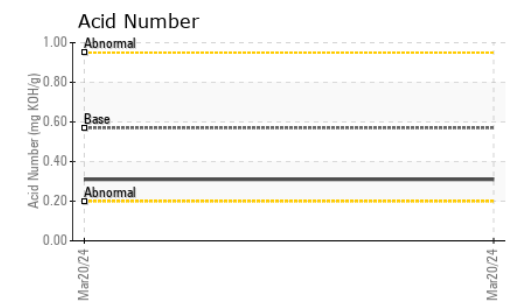 Acid Number
Acid Number (mg KOH/g)
1.00
Abnormal
0.80
0.60
Base
0.40
0.20
Abnormal
0.00
Mar20/24
Mar20/24